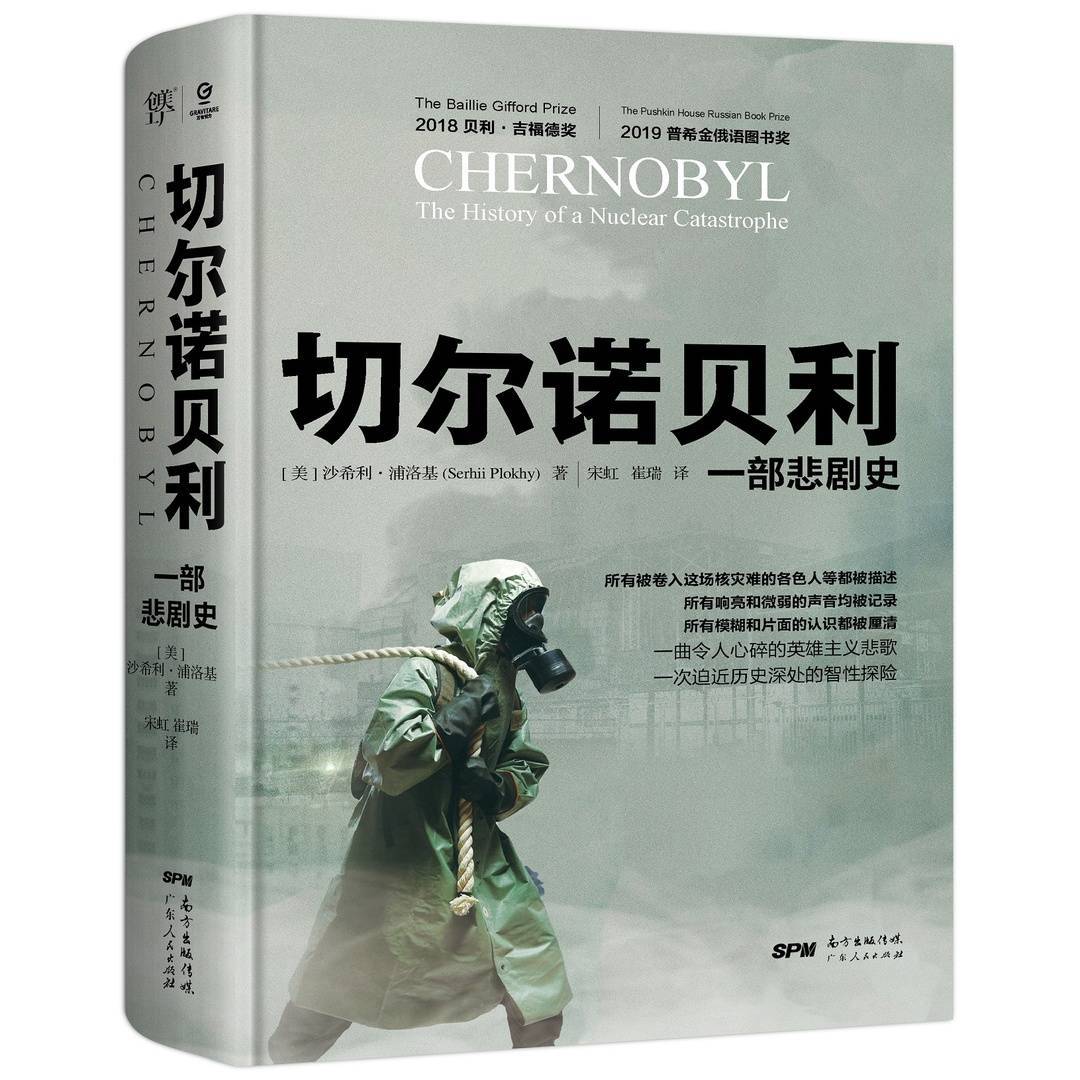 创美工厂®
GRAVITARE
万有引力
CHERNOBYL
切尔诺贝利
一部
悲剧史
[美]
沙希利·浦洛基
著
宋虹 崔瑞
译
SPM
南方出版传媒
广东人民出版社
The Baillie Gifford Prize
2018 贝利·吉福德奖
The Pushkin House Russian Book Prize
2019 普希金俄语图书奖
CHERNOBYL
The History of a Nuclear Catastrophe
切尔诺贝利
一部悲剧史
[美] 沙希利·浦洛基 (Serhii Plokhy) 著 | 宋虹 崔瑞 译
所有被卷入这场核灾难的各色人等都被描述
所有响亮和微弱的声音均被记录
所有模糊和片面的认识都被厘清
一曲令人心碎的英雄主义悲歌
一次迫近历史深处的智性探险
SPM
南方出版传媒
广东人民出版社